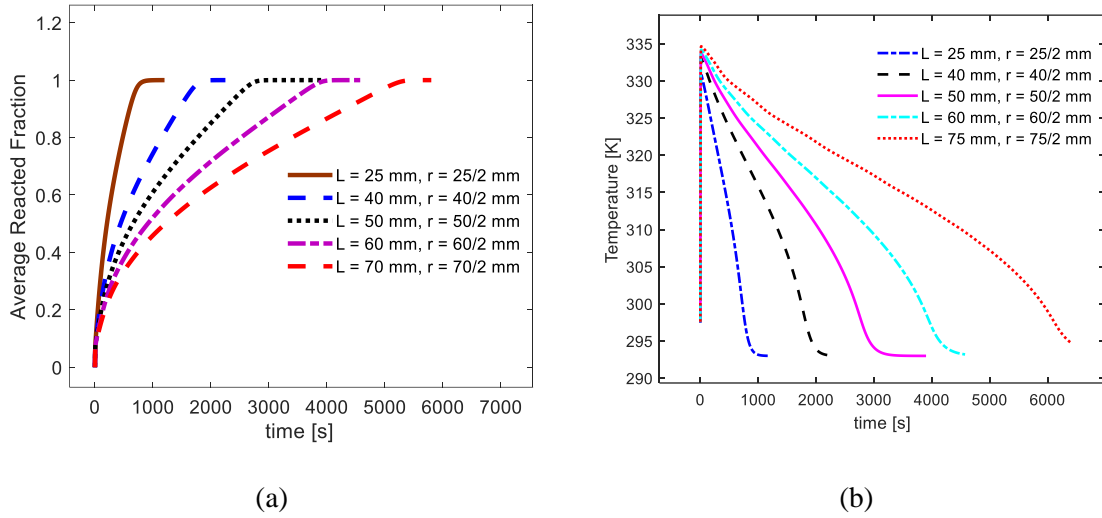 1.2
1
0.8
0.6
0.4
0.2
0
Average Reacted Fraction
L = 25 mm, r = 25/2 mm
L = 40 mm, r = 40/2 mm
L = 50 mm, r = 50/2 mm
L = 60 mm, r = 60/2 mm
L = 70 mm, r = 70/2 mm
0 1000 2000 3000 4000 5000 6000 7000
time [s]
(a)
335
330
325
320
315
310
305
300
295
290
Temperature [K]
L = 25 mm, r = 25/2 mm
L = 40 mm, r = 40/2 mm
L = 50 mm, r = 50/2 mm
L = 60 mm, r = 60/2 mm
L = 75 mm, r = 75/2 mm
0 1000 2000 3000 4000 5000 6000
time [s]
(b)